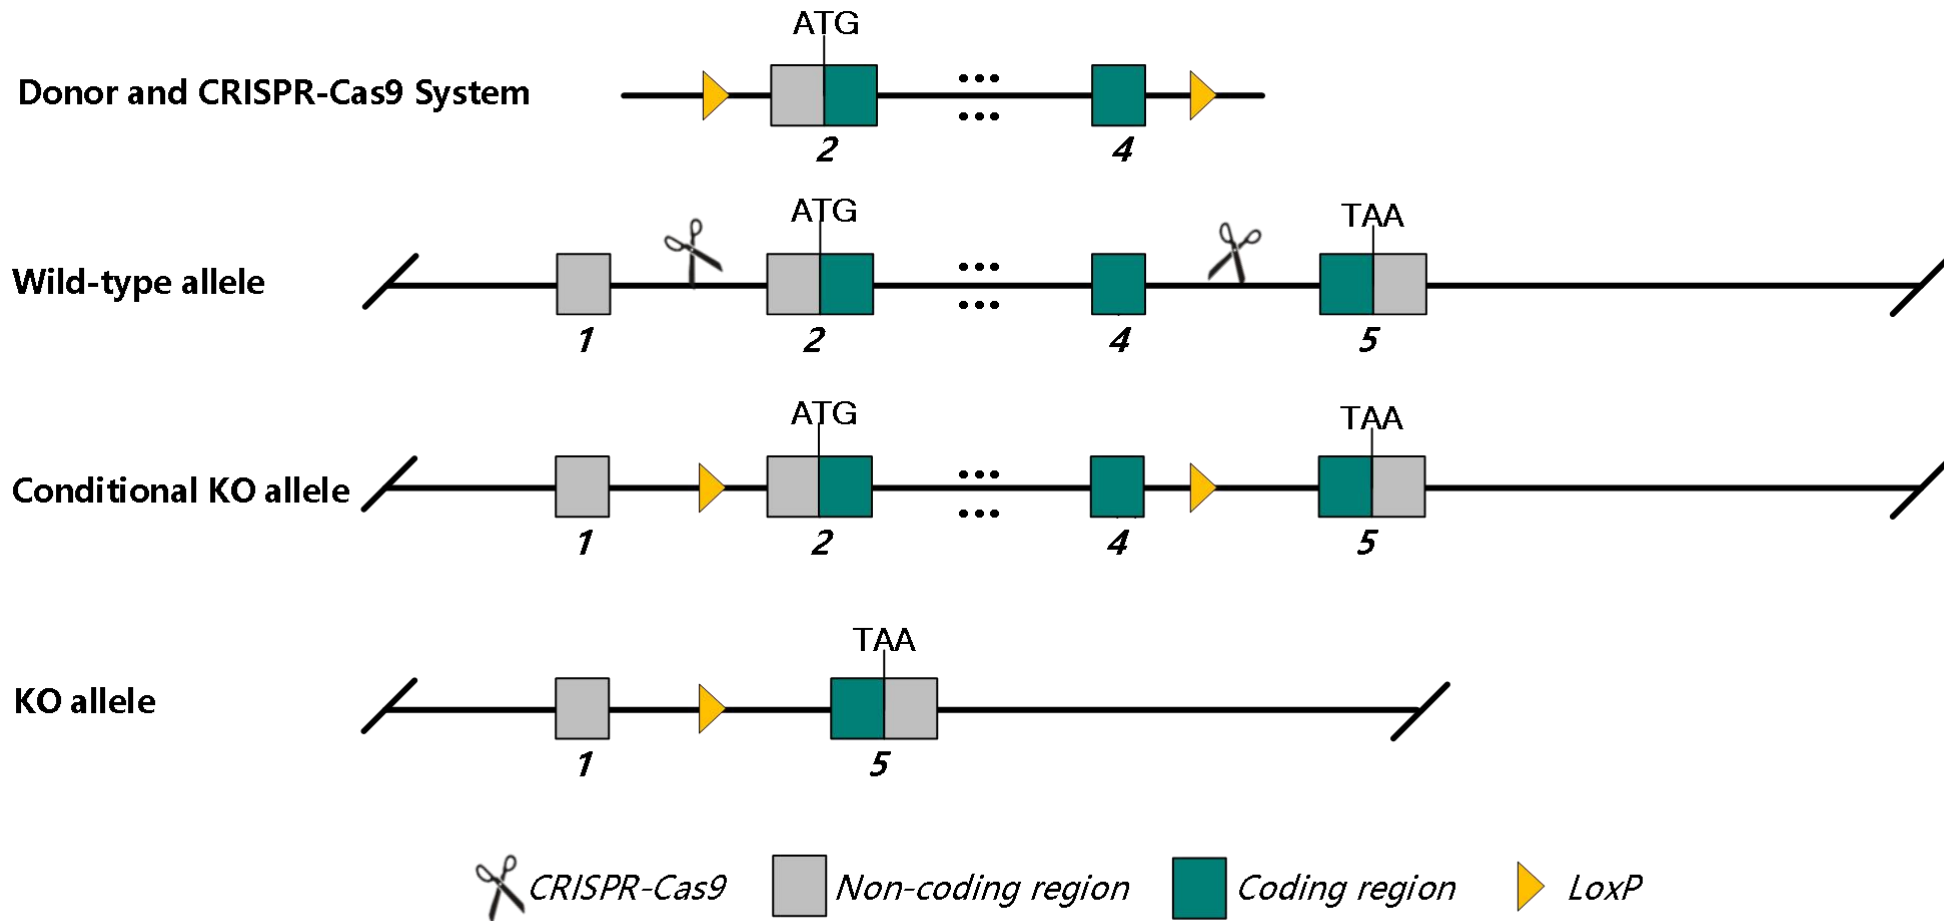 ATG
Donor and CRISPR-Cas9 System
2 4
ATG TAA
Wild-type allele
1 2 4 5
ATG TAA
Conditional KO allele
1 2 4 5
TAA
KO allele
1 5
CRISPR-Cas9 Non-coding region Coding region LoxP